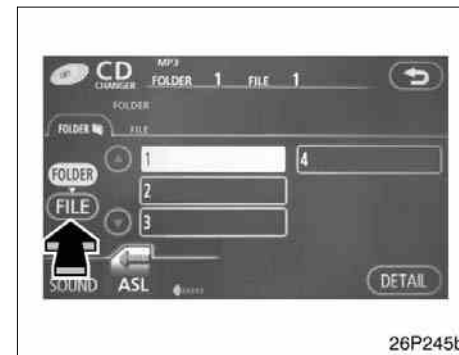 MP3
CD FOLDER 1 FILE 1
CHANGER
FOLDER
FOLDER FILE
1 4
FOLDER
2
FILE
3
SOUND ASL DETAIL
26P245b